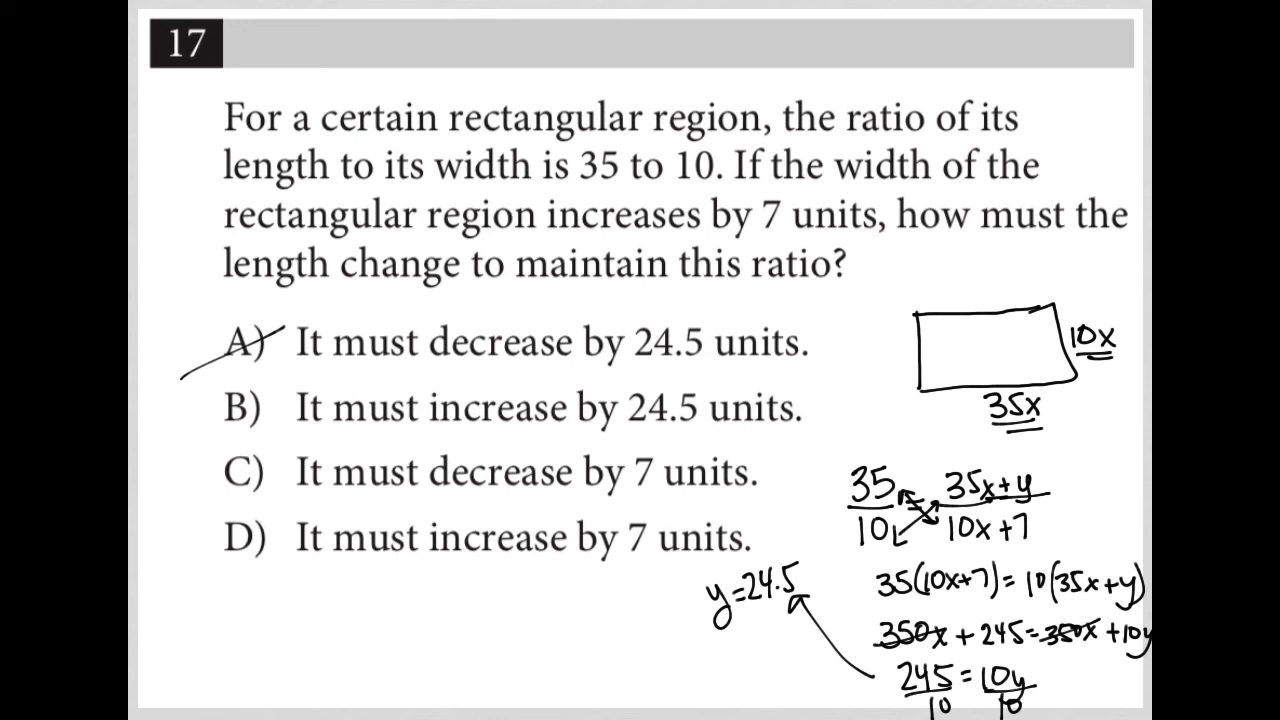 17
For a certain rectangular region, the ratio of its
length to its width is 35 to 10. If the width of the
rectangular region increases by 7 units, how must the
length change to maintain this ratio?
A) It must decrease by 24.5 units.
B) It must increase by 24.5 units.
C) It must decrease by 7 units.
D) It must increase by 7 units.
10x
35x
35 = 35x+y
10 10x+7
35(10x+7)=10(35x+y)
350x+245=350x+10y
245=10y
10 10
y=24.5